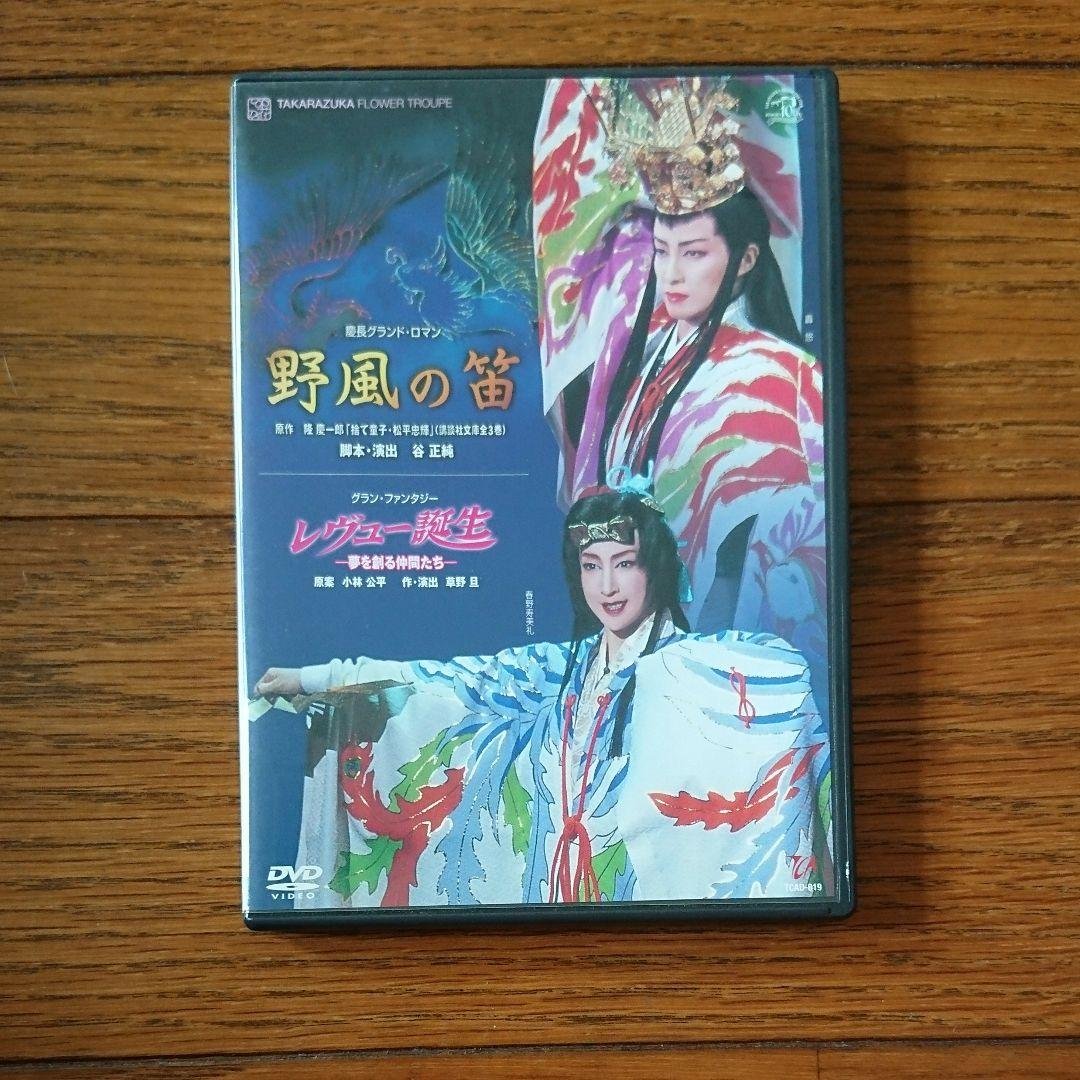 TAKARAZUKA FLOWER TROUPE
慶長グランド・ロマン
野風の笛
原作 隆 慶一郎「捨て童子・松平忠輝」(講談社文庫全3巻)
脚本・演出 谷 正純
グラン・ファンタジー
レヴュー誕生
―夢を創る仲間たち―
原案 小林 公平 作・演出 草野 旦
轟 悠
春野寿美礼
DVD
VIDEO
TCAD-019